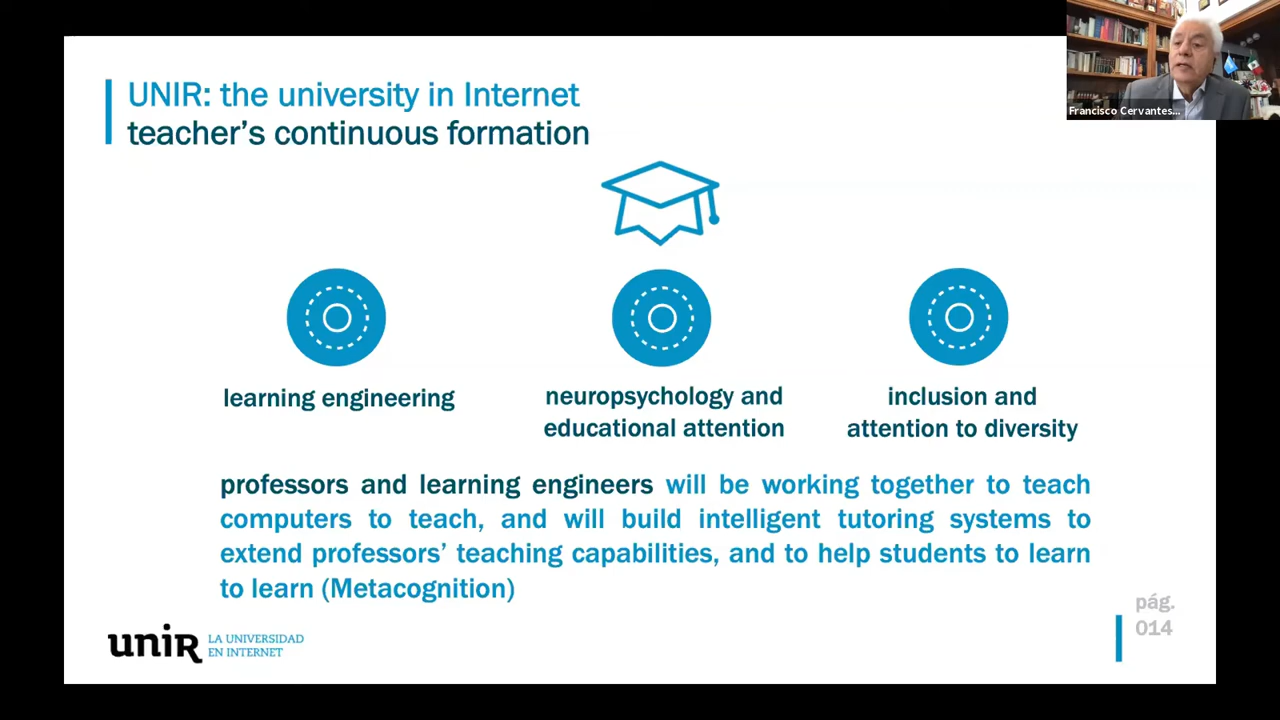 UNIR: the university in Internet
teacher's continuous formation
Francisco Cervantes...
learning engineering
neuropsychology and
educational attention
inclusion and
attention to diversity
professors and learning engineers will be working together to teach
computers to teach, and will build intelligent tutoring systems to
extend professors' teaching capabilities, and to help students to learn
to learn (Metacognition)
pág.
014
unir LA UNIVERSIDAD
EN INTERNET